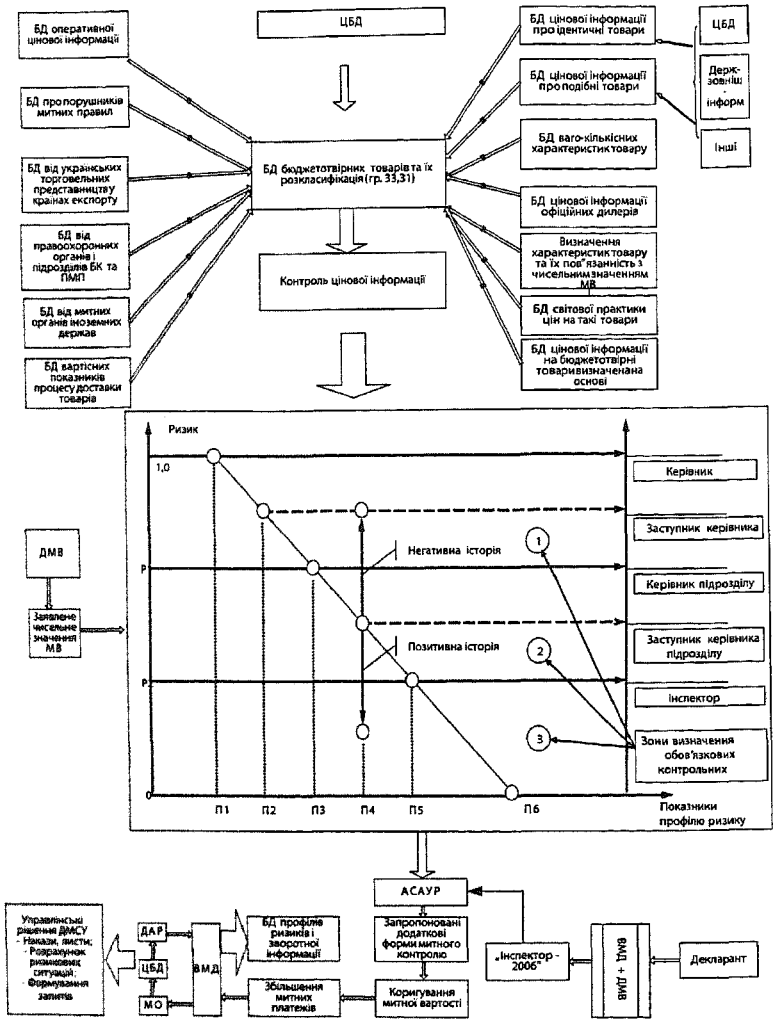 БД оперативної
цінової інформації
БД про порушників
митних правил
БД від українських
торговельних
представництв у
країнах експорту
БД від
правоохоронних
органів і
підрозділів БК та
ПМП
БД від митних
органів іноземних
держав
БД вартісних
показників
процесу доставки
товарів
ЦБД
БД бюджетотвірних товарів та їх
розкласифікація (гр. 33,31)
Контроль цінової інформації
БД цінової інформації
про ідентичні товари
БД цінової інформації
про подібні товари
БД ваго-кількісних
характеристик товару
БД цінової інформації
офіційних дилерів
Визначення
характеристик товару
та їх пов"язанність з
чисельним значенням
МВ
БД світової практики
цін на такі товари
БД цінової інформації
на бюджетотвірні
товари визначена на
основі
ЦБД
Держ-
зовніш
-
інформ
Інші
ДМВ
Заявлене
чисельне
значення
МВ
Ризик
1,0
Р
Р
0
Негативна історія
Позитивна історія
1
2
3
П1
П2
П3
П4
П5
П6
Показники
профілю ризику
Керівник
Заступник керівника
Керівник підрозділу
Заступник керівника
підрозділу
Інспектор
Зони визначення
обов'язкових
контрольних
АСАУР
Запропоновані
додаткові
форми митного
контролю
Коригування
митної вартості
Збільшення
митних
платежів
БД профілів
ризиків і
зворотної
інформації
ВМД
ДАР
ЦБД
МО
Управлінські
рішення ДМСУ
- Накази, листи;
- Розрахунок
ризикових
ситуацій;
- Формування
запитів
„Інспектор -
2006"
ВМД + ДМВ
Декларант